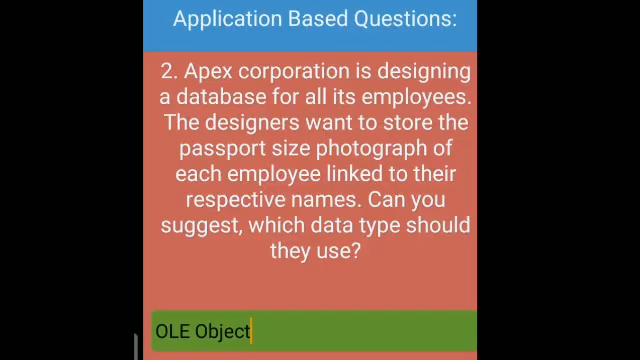 Application Based Questions:
2. Apex corporation is designing
a database for all its employees.
The designers want to store the
passport size photograph of
each employee linked to their
respective names. Can you
suggest, which data type should
they use?
OLE Object